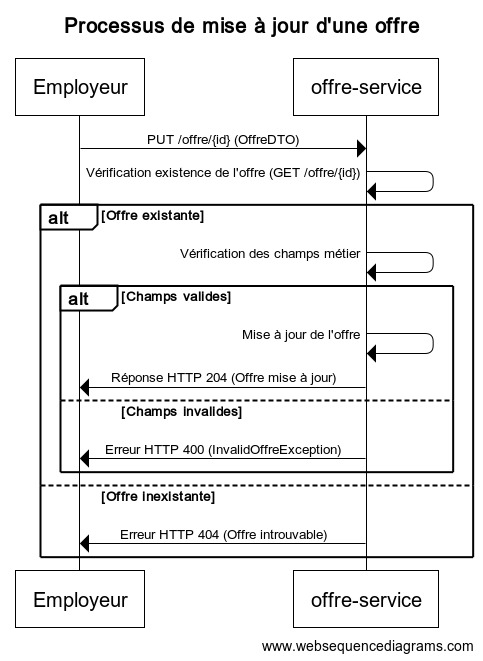 Processus de mise à jour d'une offre
Employeur
offre-service
PUT /offre/{id} (OffreDTO)
Vérification existence de l'offre (GET /offre/{id})
alt
[Offre existante]
Vérification des champs métier
alt
[Champs valides]
Mise à jour de l'offre
Réponse HTTP 204 (Offre mise à jour)
[Champs invalides]
Erreur HTTP 400 (InvalidOffreException)
[Offre inexistante]
Erreur HTTP 404 (Offre introuvable)
Employeur
offre-service
www.websequencediagrams.com